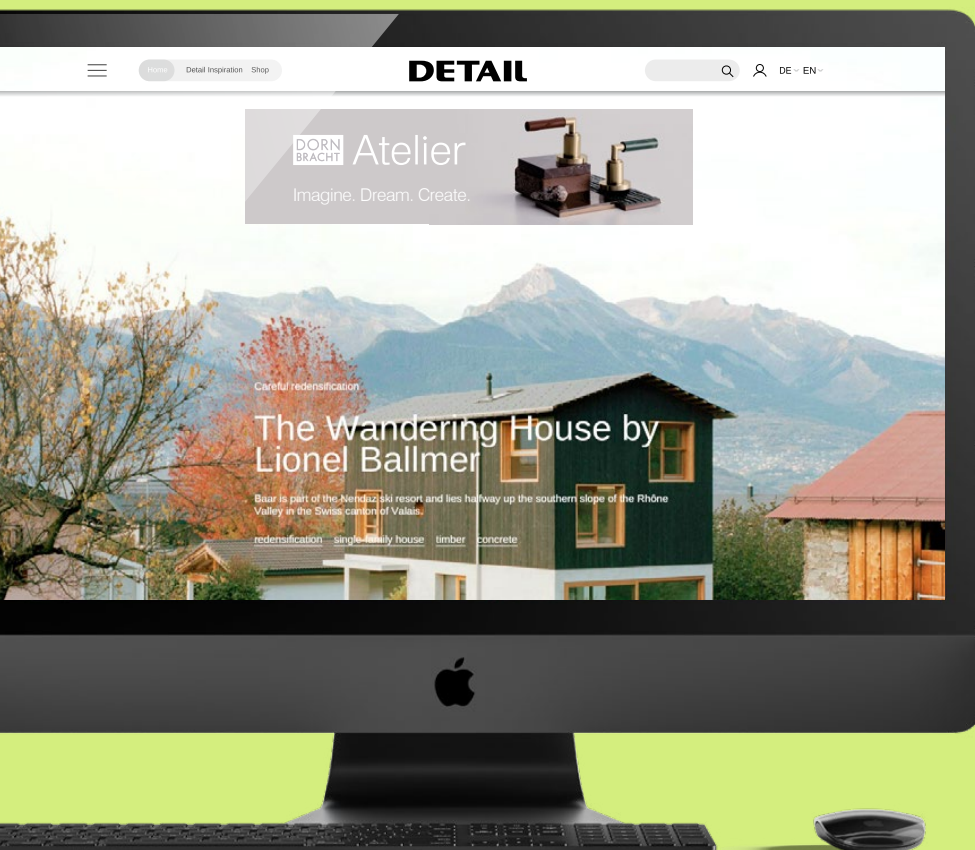 Home Detail Inspiration Shop
DETAIL
DE EN
DORN
BRACHT
Atelier
Imagine. Dream. Create.
Careful redensification
The Wandering House by
Lionel Ballmer
Baar is part of the Nendaz ski resort and lies halfway up the southern slope of the Rhône
Valley in the Swiss canton of Valais.
redensification single-family house timber concrete